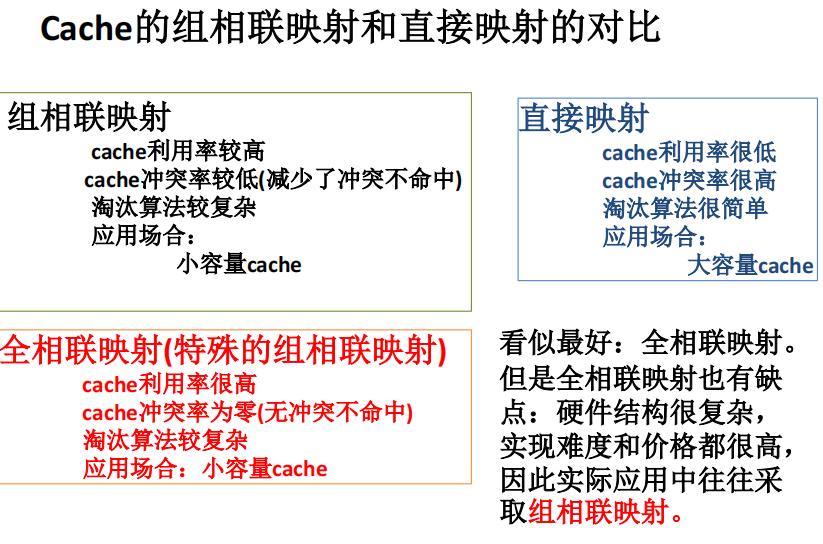 Cache的组相联映射和直接映射的对比
组相联映射
cache利用率较高
cache冲突率较低(减少了冲突不命中)
淘汰算法较复杂
应用场合：
小容量cache
直接映射
cache利用率很低
cache冲突率很高
淘汰算法很简单
应用场合：
大容量cache
全相联映射(特殊的组相联映射)
cache利用率很高
cache冲突率为零(无冲突不命中)
淘汰算法较复杂
应用场合：小容量cache
看似最好：全相联映射。
但是全相联映射也有缺
点：硬件结构很复杂，
实现难度和价格都很高，
因此实际应用中往往采
取组相联映射。